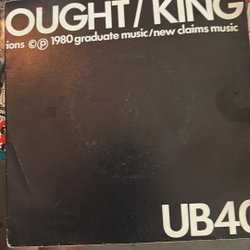 OUGHT/KING
ions ©℗ 1980 graduate music/new claims music
UB40